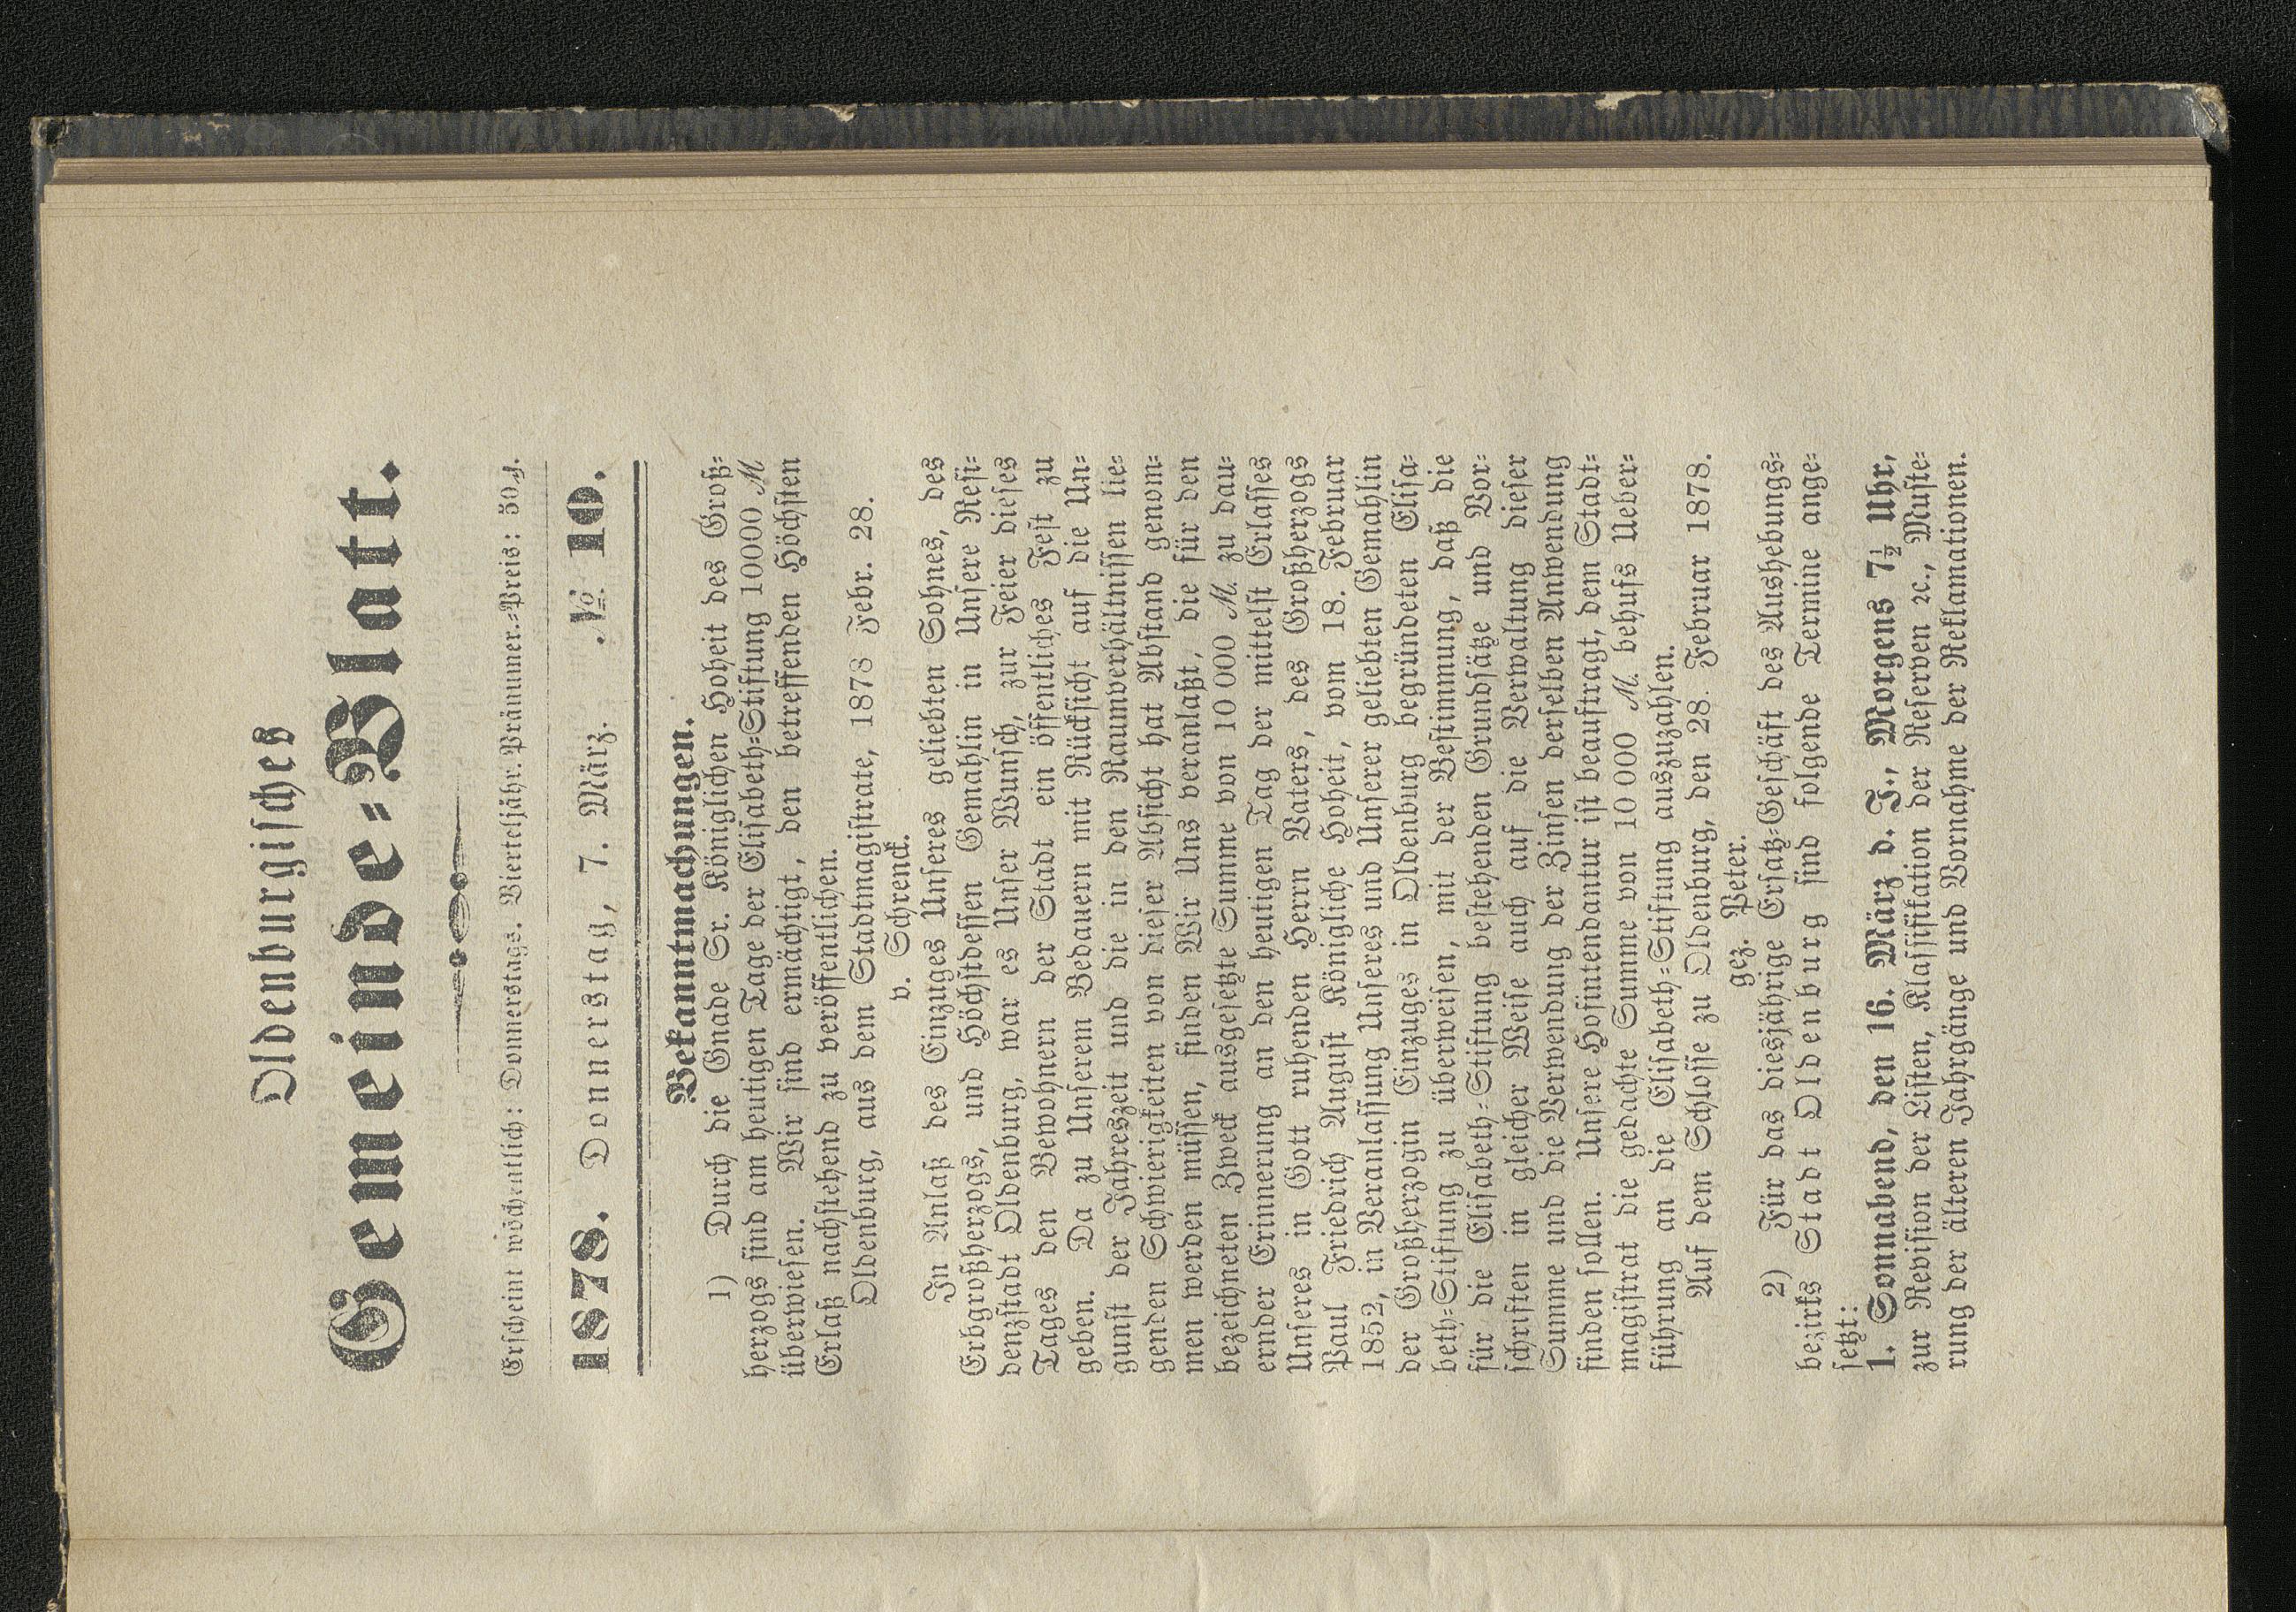 Oldenburgisches
Gemeinde-Blatt.
Erscheint wöchentlich: Donnerstags. Vierteljähr. Pränumer.-Preis: 50 ₰.
1878. Donnerstag, 7. März. № 10.
Bekanntmachungen.
1) Durch die Gnade Sr. Königlichen Hoheit des Groß-
herzogs sind am heutigen Tage der Elisabeth-Stiftung 10000 M
überwiesen. Wir sind ermächtigt, den betreffenden Höchsten
Erlaß nachstehend zu veröffentlichen.
Oldenburg, aus dem Stadtmagistrate, 1878 Febr. 28.
v. Schrenck.
In Anlaß des Einzuges Unseres geliebten Sohnes, des
Erbgroßherzogs, und Höchstdessen Gemahlin in Unsere Resi-
denzstadt Oldenburg, war es Unser Wunsch, zur Feier dieses
Tages den Bewohnern der Stadt ein öffentliches Fest zu
geben. Da zu Unserem Bedauern mit Rücksicht auf die Un-
gunst der Jahreszeit und die in den Raumverhältnissen lie-
genden Schwierigkeiten von dieser Absicht hat Abstand genom-
men werden müssen, finden Wir Uns veranlaßt, die für den
bezeichneten Zweck ausgesetzte Summe von 10 000 M. zu dau-
ernder Erinnerung an den heutigen Tag der mittelst Erlasses
Unseres in Gott ruhenden Herrn Vaters, des Großherzogs
Paul Friedrich August Königliche Hoheit, vom 18. Februar
1852, in Veranlassung Unseres und Unserer geliebten Gemahlin
der Großherzogin Einzuges in Oldenburg begründeten Elisa-
beth-Stiftung zu überweisen, mit der Bestimmung, daß die
für die Elisabeth-Stiftung bestehenden Grundsätze und Vor-
schriften in gleicher Weise auch auf die Verwaltung dieser
Summe und die Verwendung der Zinsen derselben Anwendung
finden sollen. Unsere Hofintendantur ist beauftragt, dem Stadt-
magistrat die gedachte Summe von 10 000 M. behufs Ueber-
führung an die Elisabeth-Stiftung auszuzahlen.
Auf dem Schlosse zu Oldenburg, den 28. Februar 1878.
gez. Peter.
2) Für das diesjährige Ersatz-Geschäft des Aushebungs-
bezirks Stadt Oldenburg sind folgende Termine ange-
setzt:
1. Sonnabend, den 16. März d. J., Morgens 7½ Uhr,
zur Revision der Listen, Klassifikation der Reserven ꝛc., Muste-
rung der älteren Jahrgänge und Vornahme der Reklamationen.